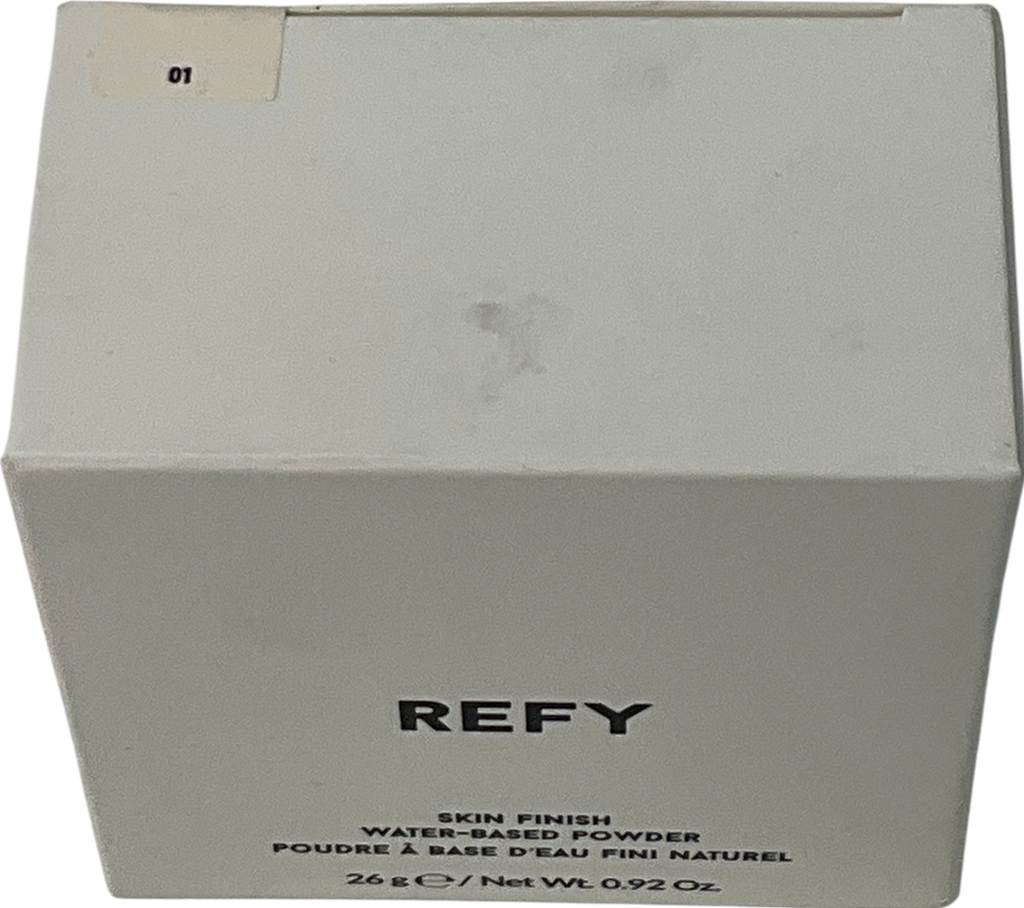 01
REFY
SKIN FINISH
WATER-BASED POWDER
POUDRE À BASE D'EAU FINI NATUREL
26 g ℮ / Net Wt. 0.92 Oz.